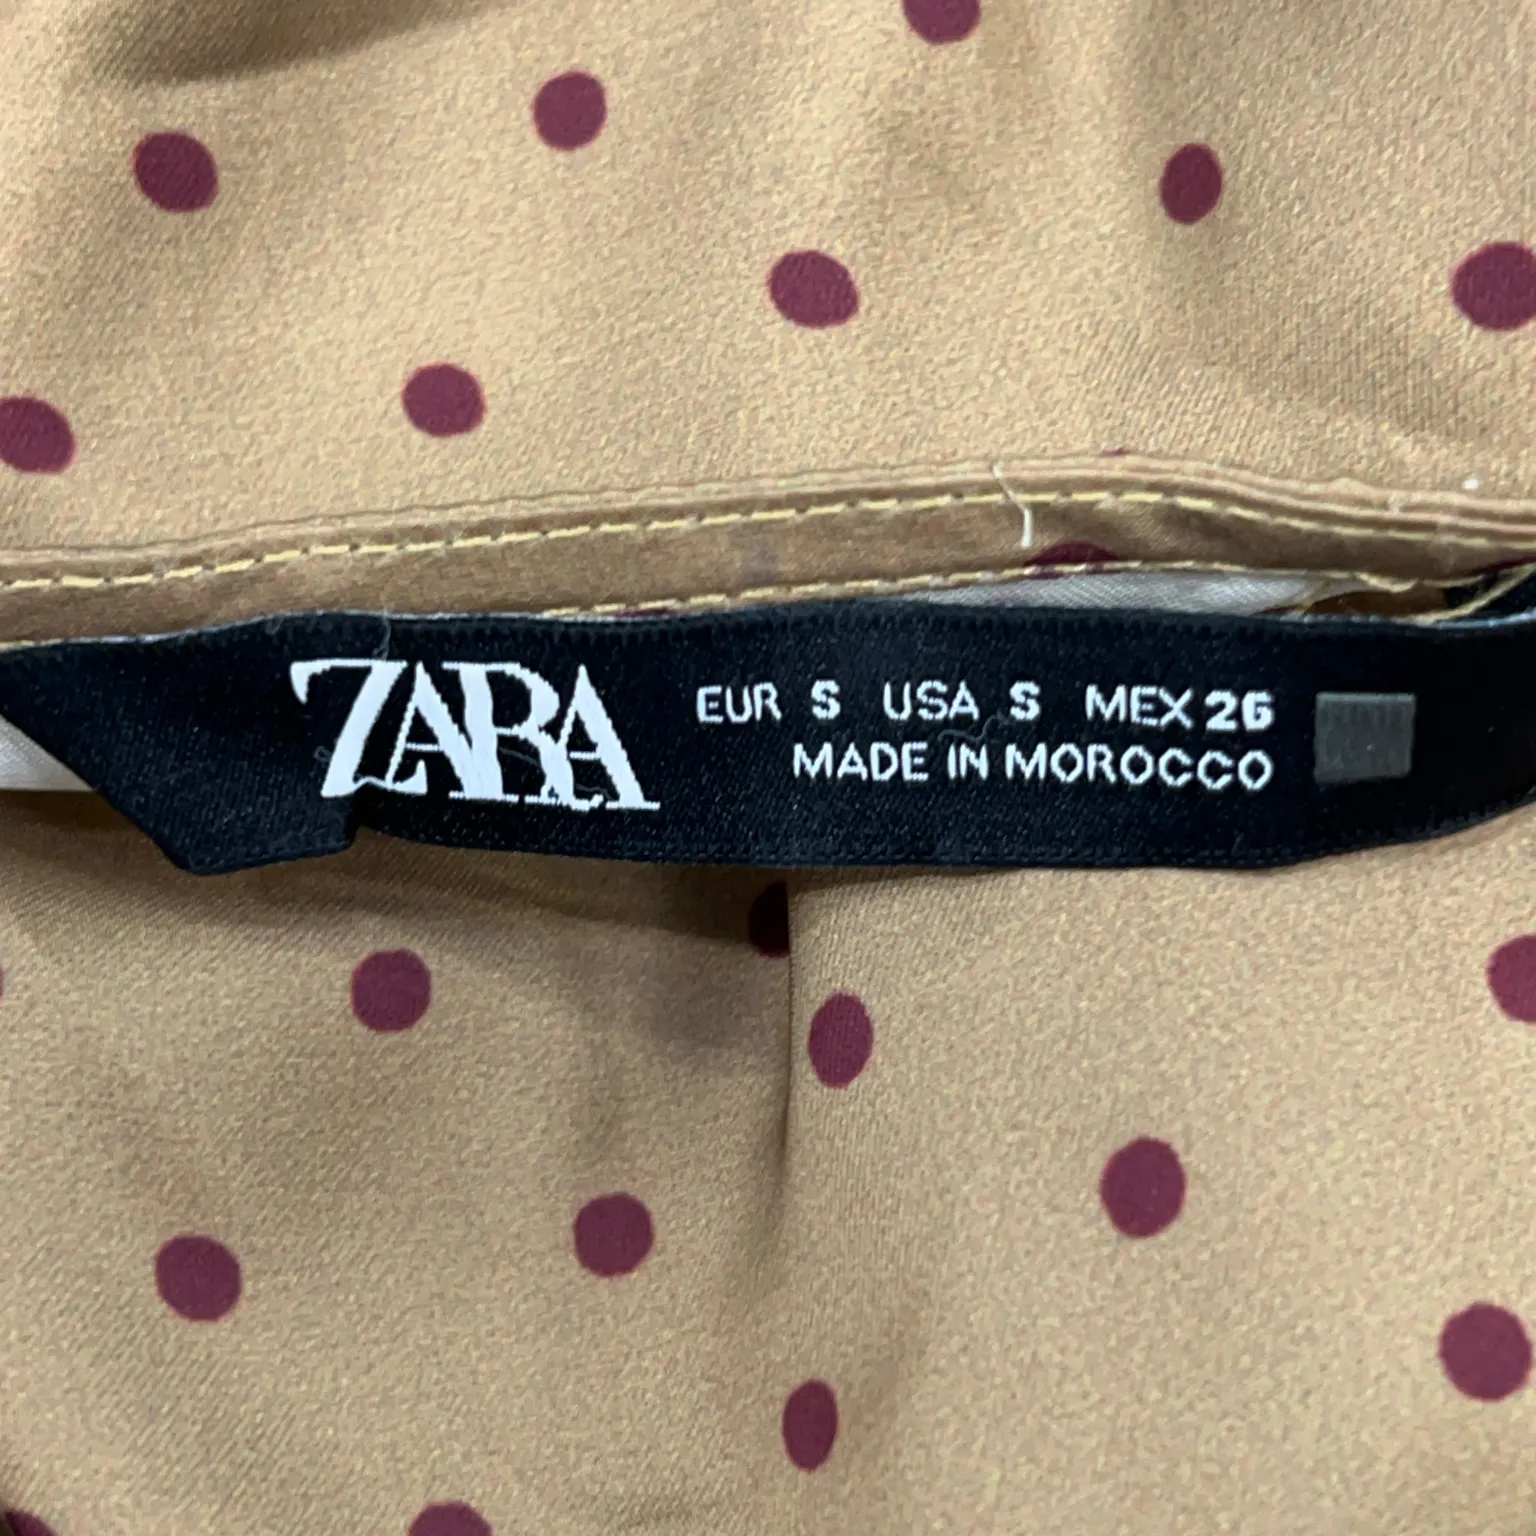 ZARA
EUR S USA S MEX 26
MADE IN MOROCCO